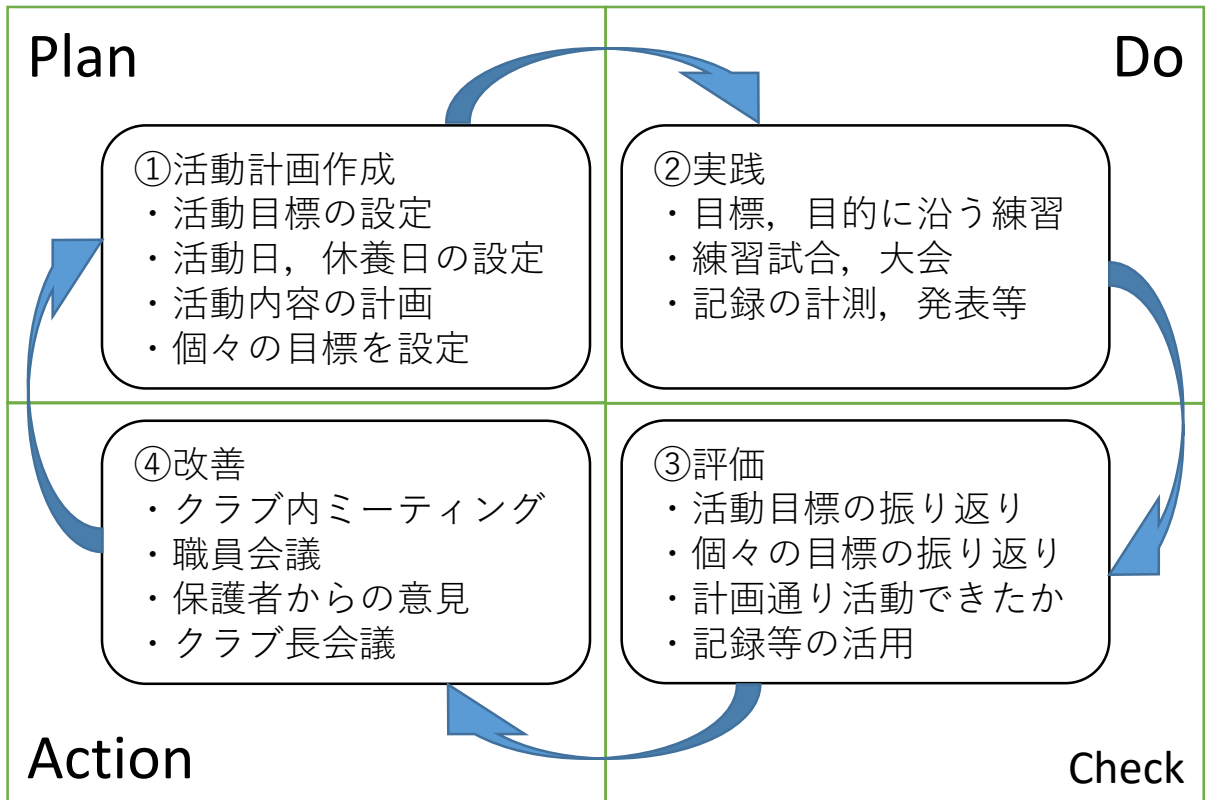 Plan
①活動計画作成
・活動目標の設定
・活動日，休養日の設定
・活動内容の計画
・個々の目標を設定
Do
②実践
・目標，目的に沿う練習
・練習試合，大会
・記録の計測，発表等
③評価
・活動目標の振り返り
・個々の目標の振り返り
・計画通り活動できたか
・記録等の活用
Check
④改善
・クラブ内ミーティング
・職員会議
・保護者からの意見
・クラブ長会議
Action